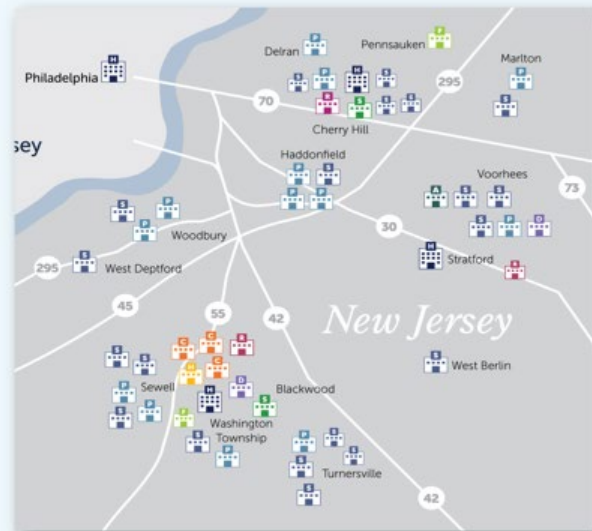 H
P
P
Delran
Pennsauken
Marlton
Philadelphia
S
P
H
S
P
295
S
R
S
S
S
70
sey
Cherry Hill
Haddonfield
P
S
Voorhees
73
P
P
A
S
S
S
P
Woodbury
30
S
P
D
H
Stratford
295
S
West Deptford
45
55
42
New Jersey
C
C
R
S
S
H
C
S
West Berlin
P
Sewell
D
Blackwood
S
P
H
S
Washington
Township
S
P
P
S
S
S
Turnersville
S
42